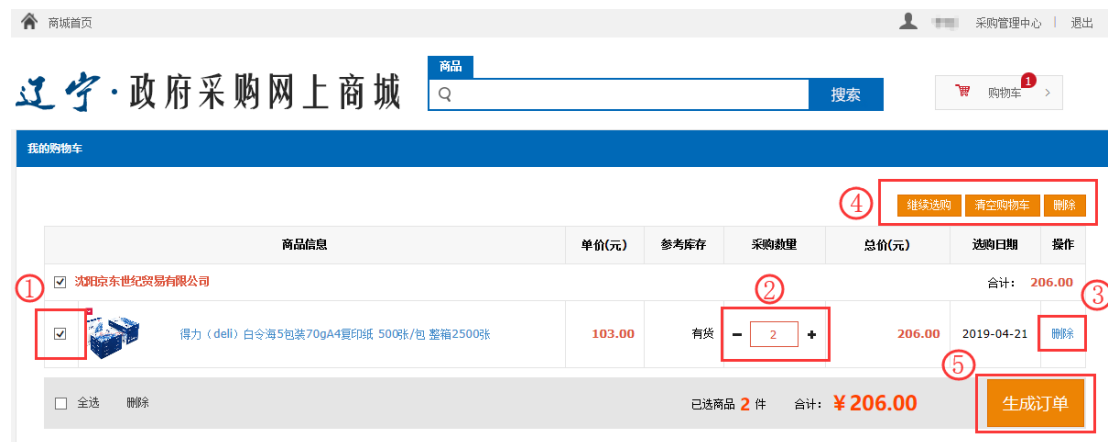 商城首页 采购管理中心 | 退出
辽宁·政府采购网上商城
商品
搜索
购物车 1 >
我的购物车
④ 继续选购 清空购物车 删除
商品信息 单价(元) 参考库存 采购数量 总价(元) 选购日期 操作
① 沈阳京东世纪贸易有限公司 合计: 206.00
② ③
得力（deli）白令海5包装70gA4复印纸 500张/包 整箱2500张 103.00 有货 - 2 + 206.00 2019-04-21 删除
⑤
全选 删除 已选商品 2 件 合计: ¥206.00 生成订单